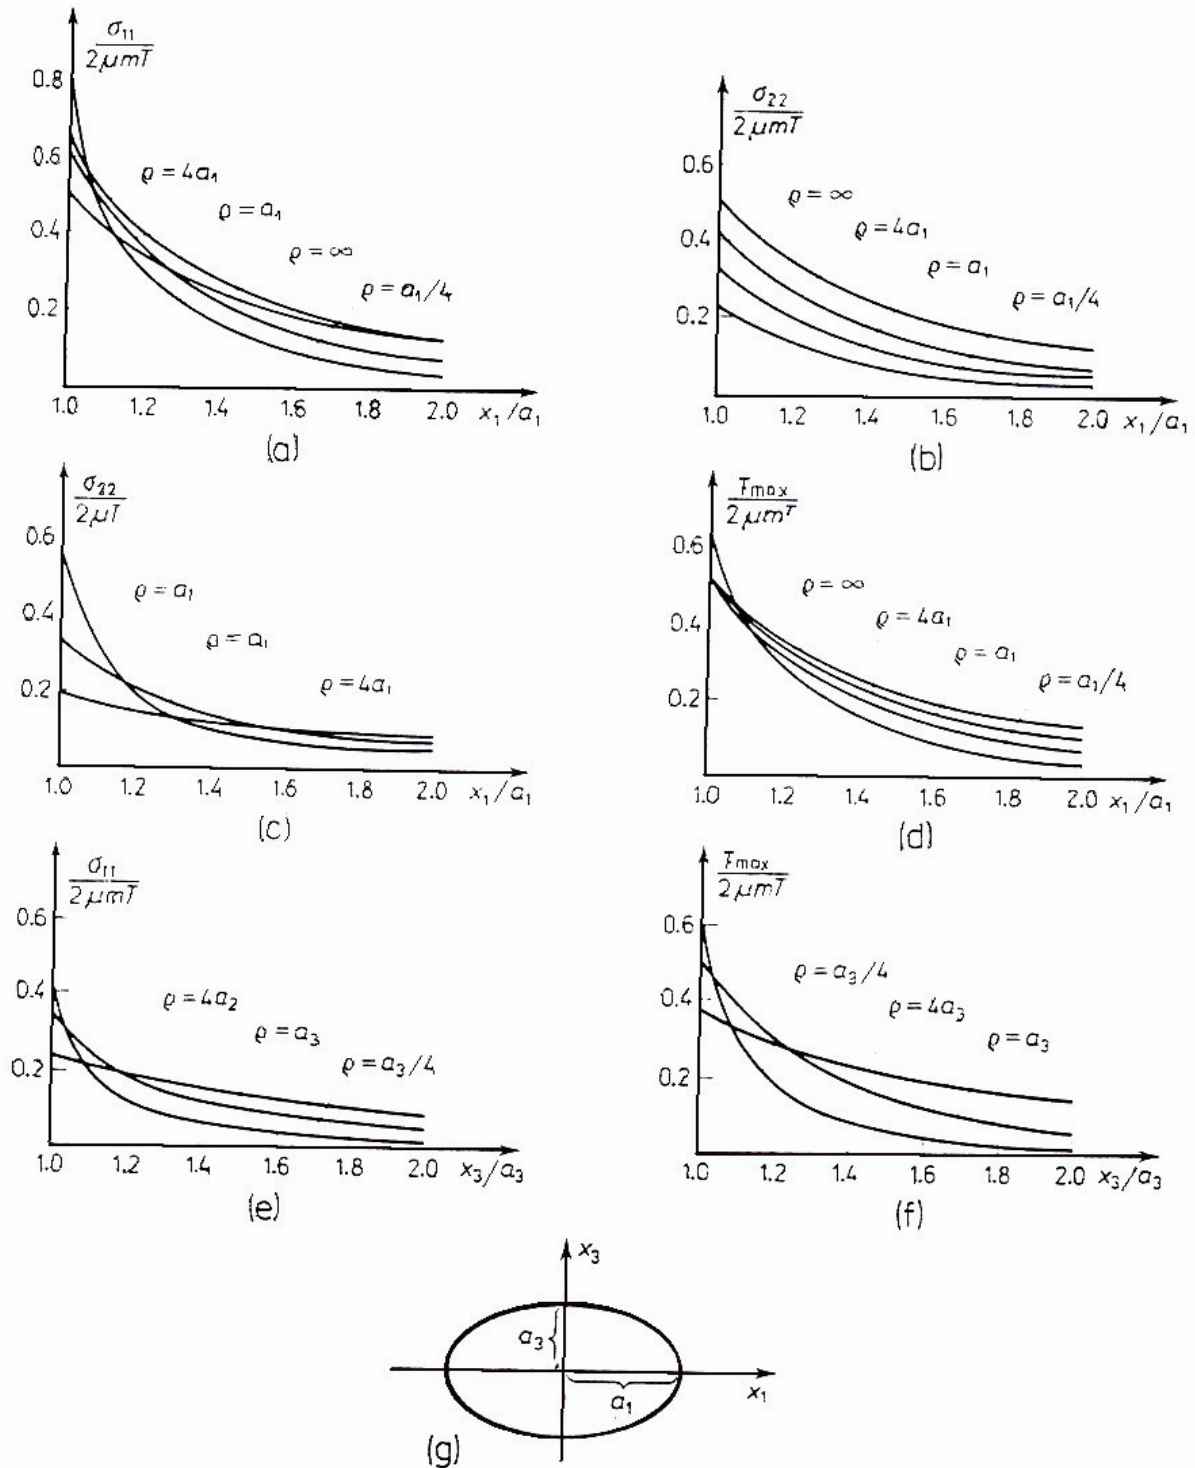 σ₁₁
2μmT
0.8
0.6
0.4
0.2
ϱ = 4a₁
ϱ = a₁
ϱ = ∞
ϱ = a₁/4
1.0 1.2 1.4 1.6 1.8 2.0 x₁/a₁
(a)
σ₂₂
2μmT
0.6
0.4
0.2
ϱ = ∞
ϱ = 4a₁
ϱ = a₁
ϱ = a₁/4
1.0 1.2 1.4 1.6 1.8 2.0 x₁/a₁
(b)
σ₂₂
2μT
0.6
0.4
0.2
ϱ = a₁
ϱ = a₁
ϱ = 4a₁
1.0 1.2 1.4 1.6 1.8 2.0 x₁/a₁
(c)
Tmax
2μmT
0.6
0.4
0.2
ϱ = ∞
ϱ = 4a₁
ϱ = a₁
ϱ = a₁/4
1.0 1.2 1.4 1.6 1.8 2.0 x₁/a₁
(d)
σ₁₁
2μmT
0.6
0.4
0.2
ϱ = 4a₂
ϱ = a₃
ϱ = a₃/4
1.0 1.2 1.4 1.6 1.8 2.0 x₃/a₃
(e)
Tmax
2μmT
0.6
0.4
0.2
ϱ = a₃/4
ϱ = 4a₃
ϱ = a₃
1.0 1.2 1.4 1.6 1.8 2.0 x₃/a₃
(f)
x₃
a₃
a₁
x₁
(g)